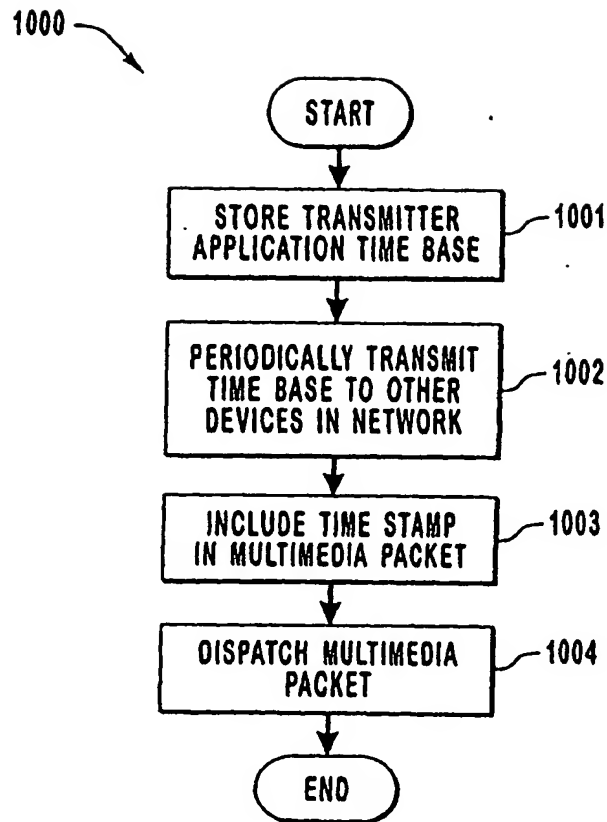 1000
START
STORE TRANSMITTER
APPLICATION TIME BASE
1001
PERIODICALLY TRANSMIT
TIME BASE TO OTHER
DEVICES IN NETWORK
1002
INCLUDE TIME STAMP
IN MULTIMEDIA PACKET
1003
DISPATCH MULTIMEDIA
PACKET
1004
END